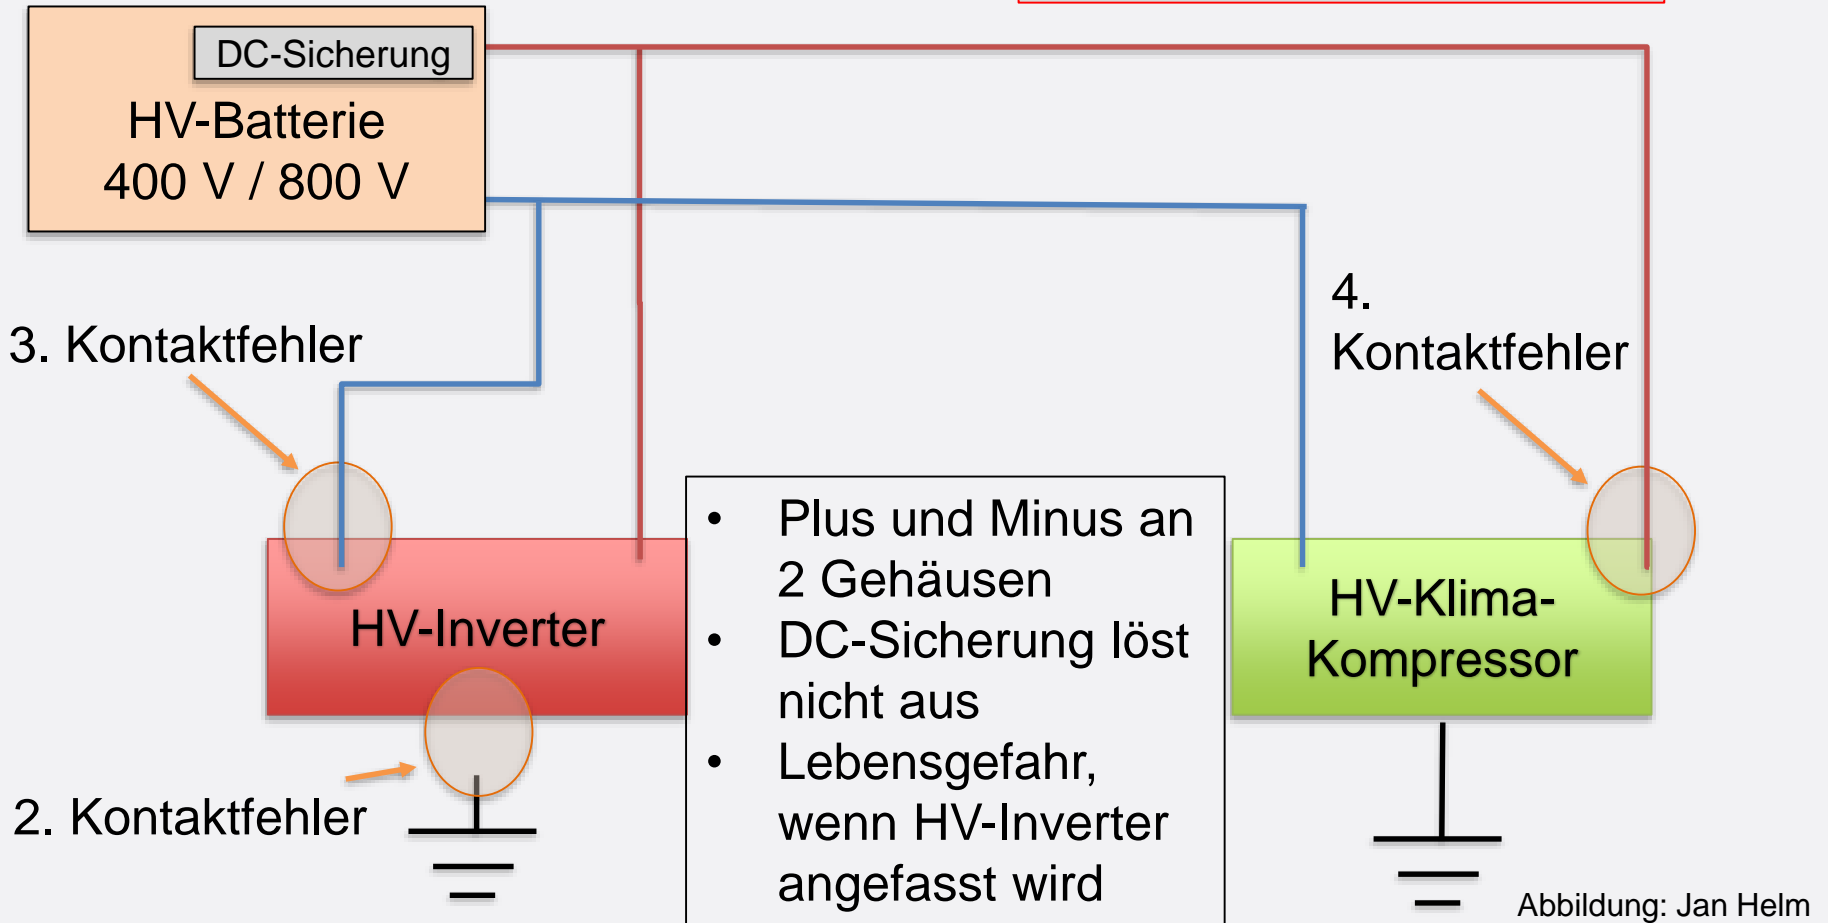 DC-Sicherung
HV-Batterie
400 V / 800 V
3. Kontaktfehler
4.
Kontaktfehler
HV-Inverter
• Plus und Minus an
2 Gehäusen
• DC-Sicherung löst
nicht aus
• Lebensgefahr,
wenn HV-Inverter
angefasst wird
HV-Klima-
Kompressor
2. Kontaktfehler
Abbildung: Jan Helm